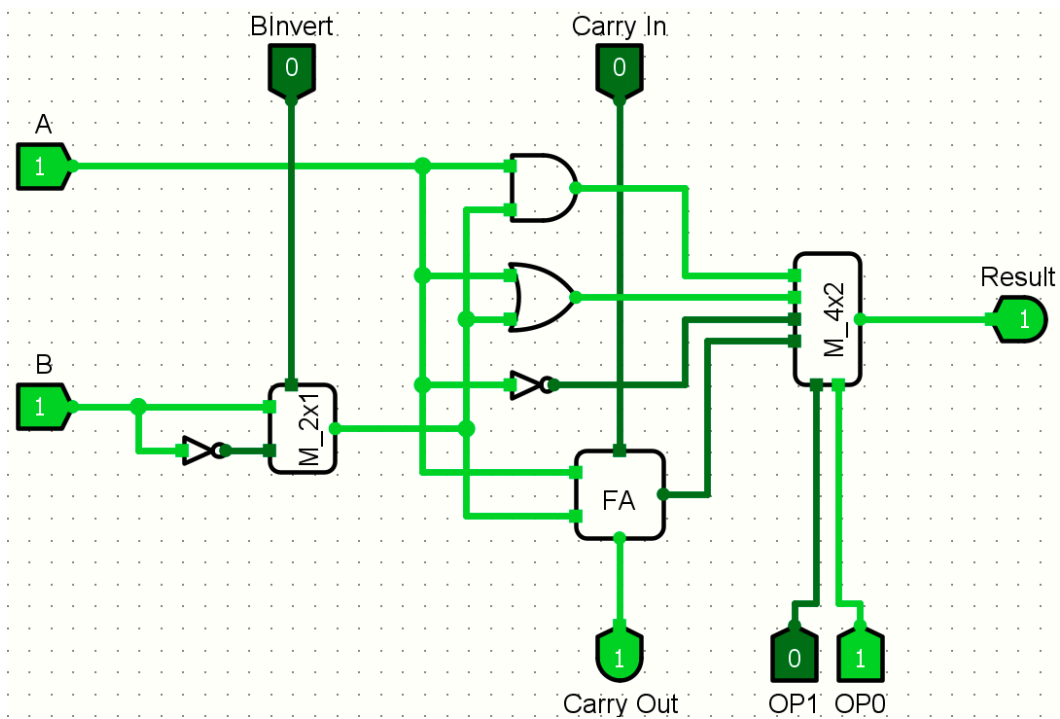 BInvert
Carry In
0
0
A
1
M_4x2
Result
1
B
1
M_2x1
FA
1
0
1
Carry Out
OP1
OP0